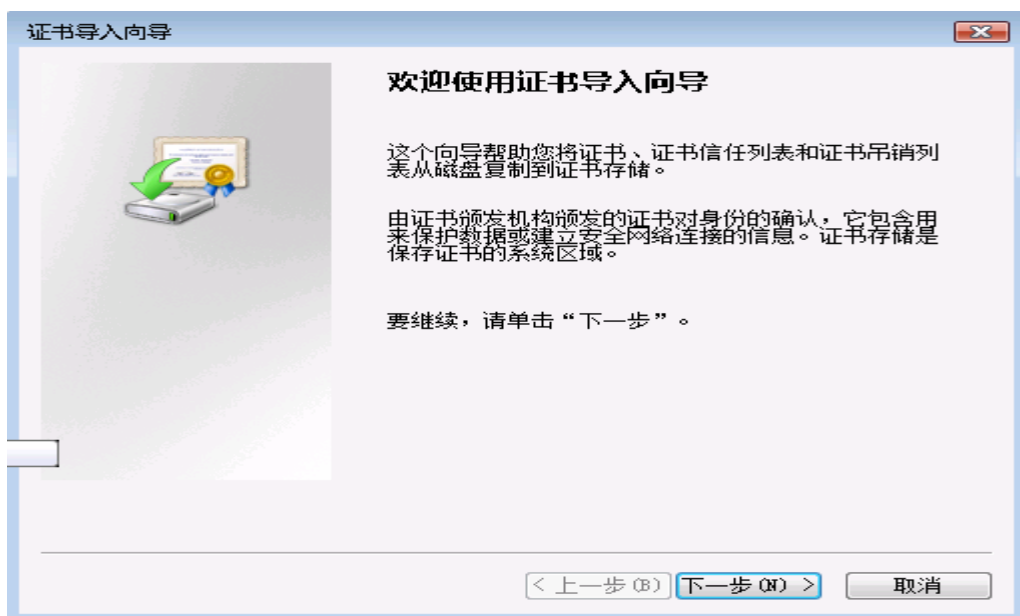 证书导入向导
欢迎使用证书导入向导
这个向导帮助您将证书、证书信任列表和证书吊销列
表从磁盘复制到证书存储。
由证书颁发机构颁发的证书对身份的确认，它包含用
来保护数据或建立安全网络连接的信息。证书存储是
保存证书的系统区域。
要继续，请单击“下一步”。
< 上一步(B)
下一步(N) >
取消